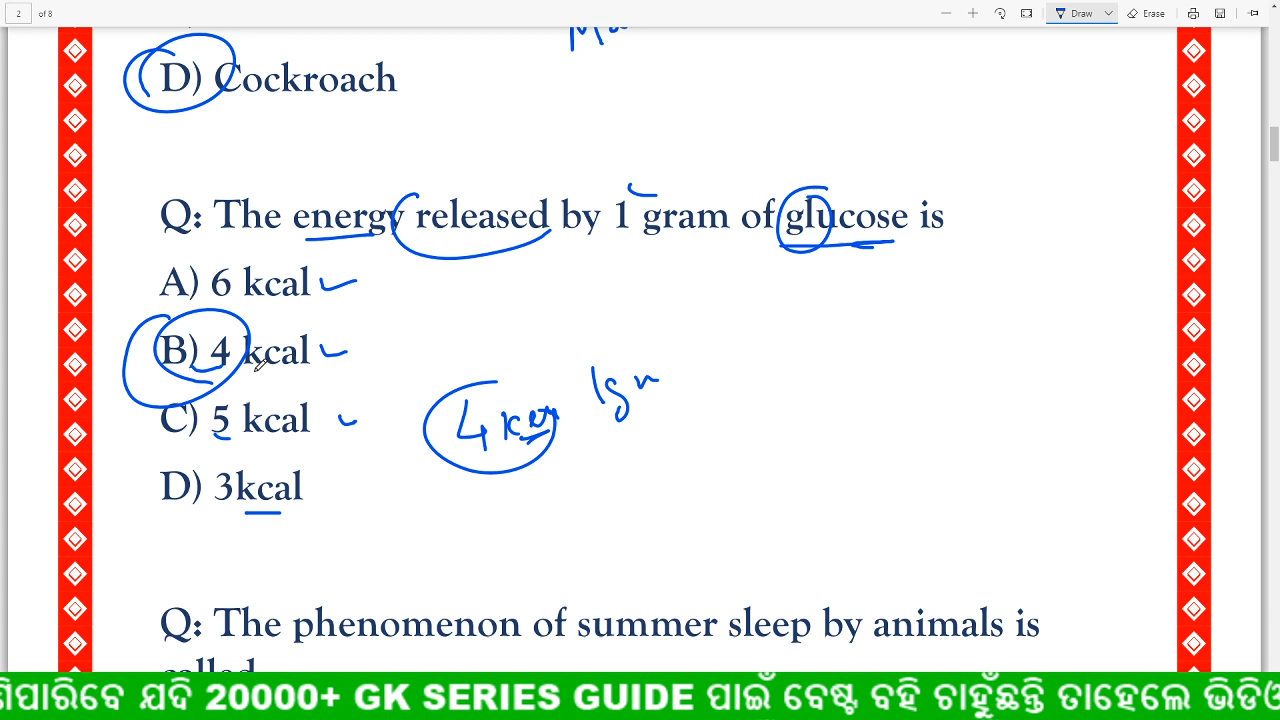 2 of 8
Draw
Erase
D) Cockroach
Q: The energy released by 1 gram of glucose is
A) 6 kcal
B) 4 kcal
C) 5 kcal
4 kcal 1gm
D) 3kcal
Q: The phenomenon of summer sleep by animals is
called
ପାରିବେ ଯଦି 20000+ GK SERIES GUIDE ପାଇଁ ବେଷ୍ଟ ବହି ଚାହୁଁଛନ୍ତି ତାହେଲେ